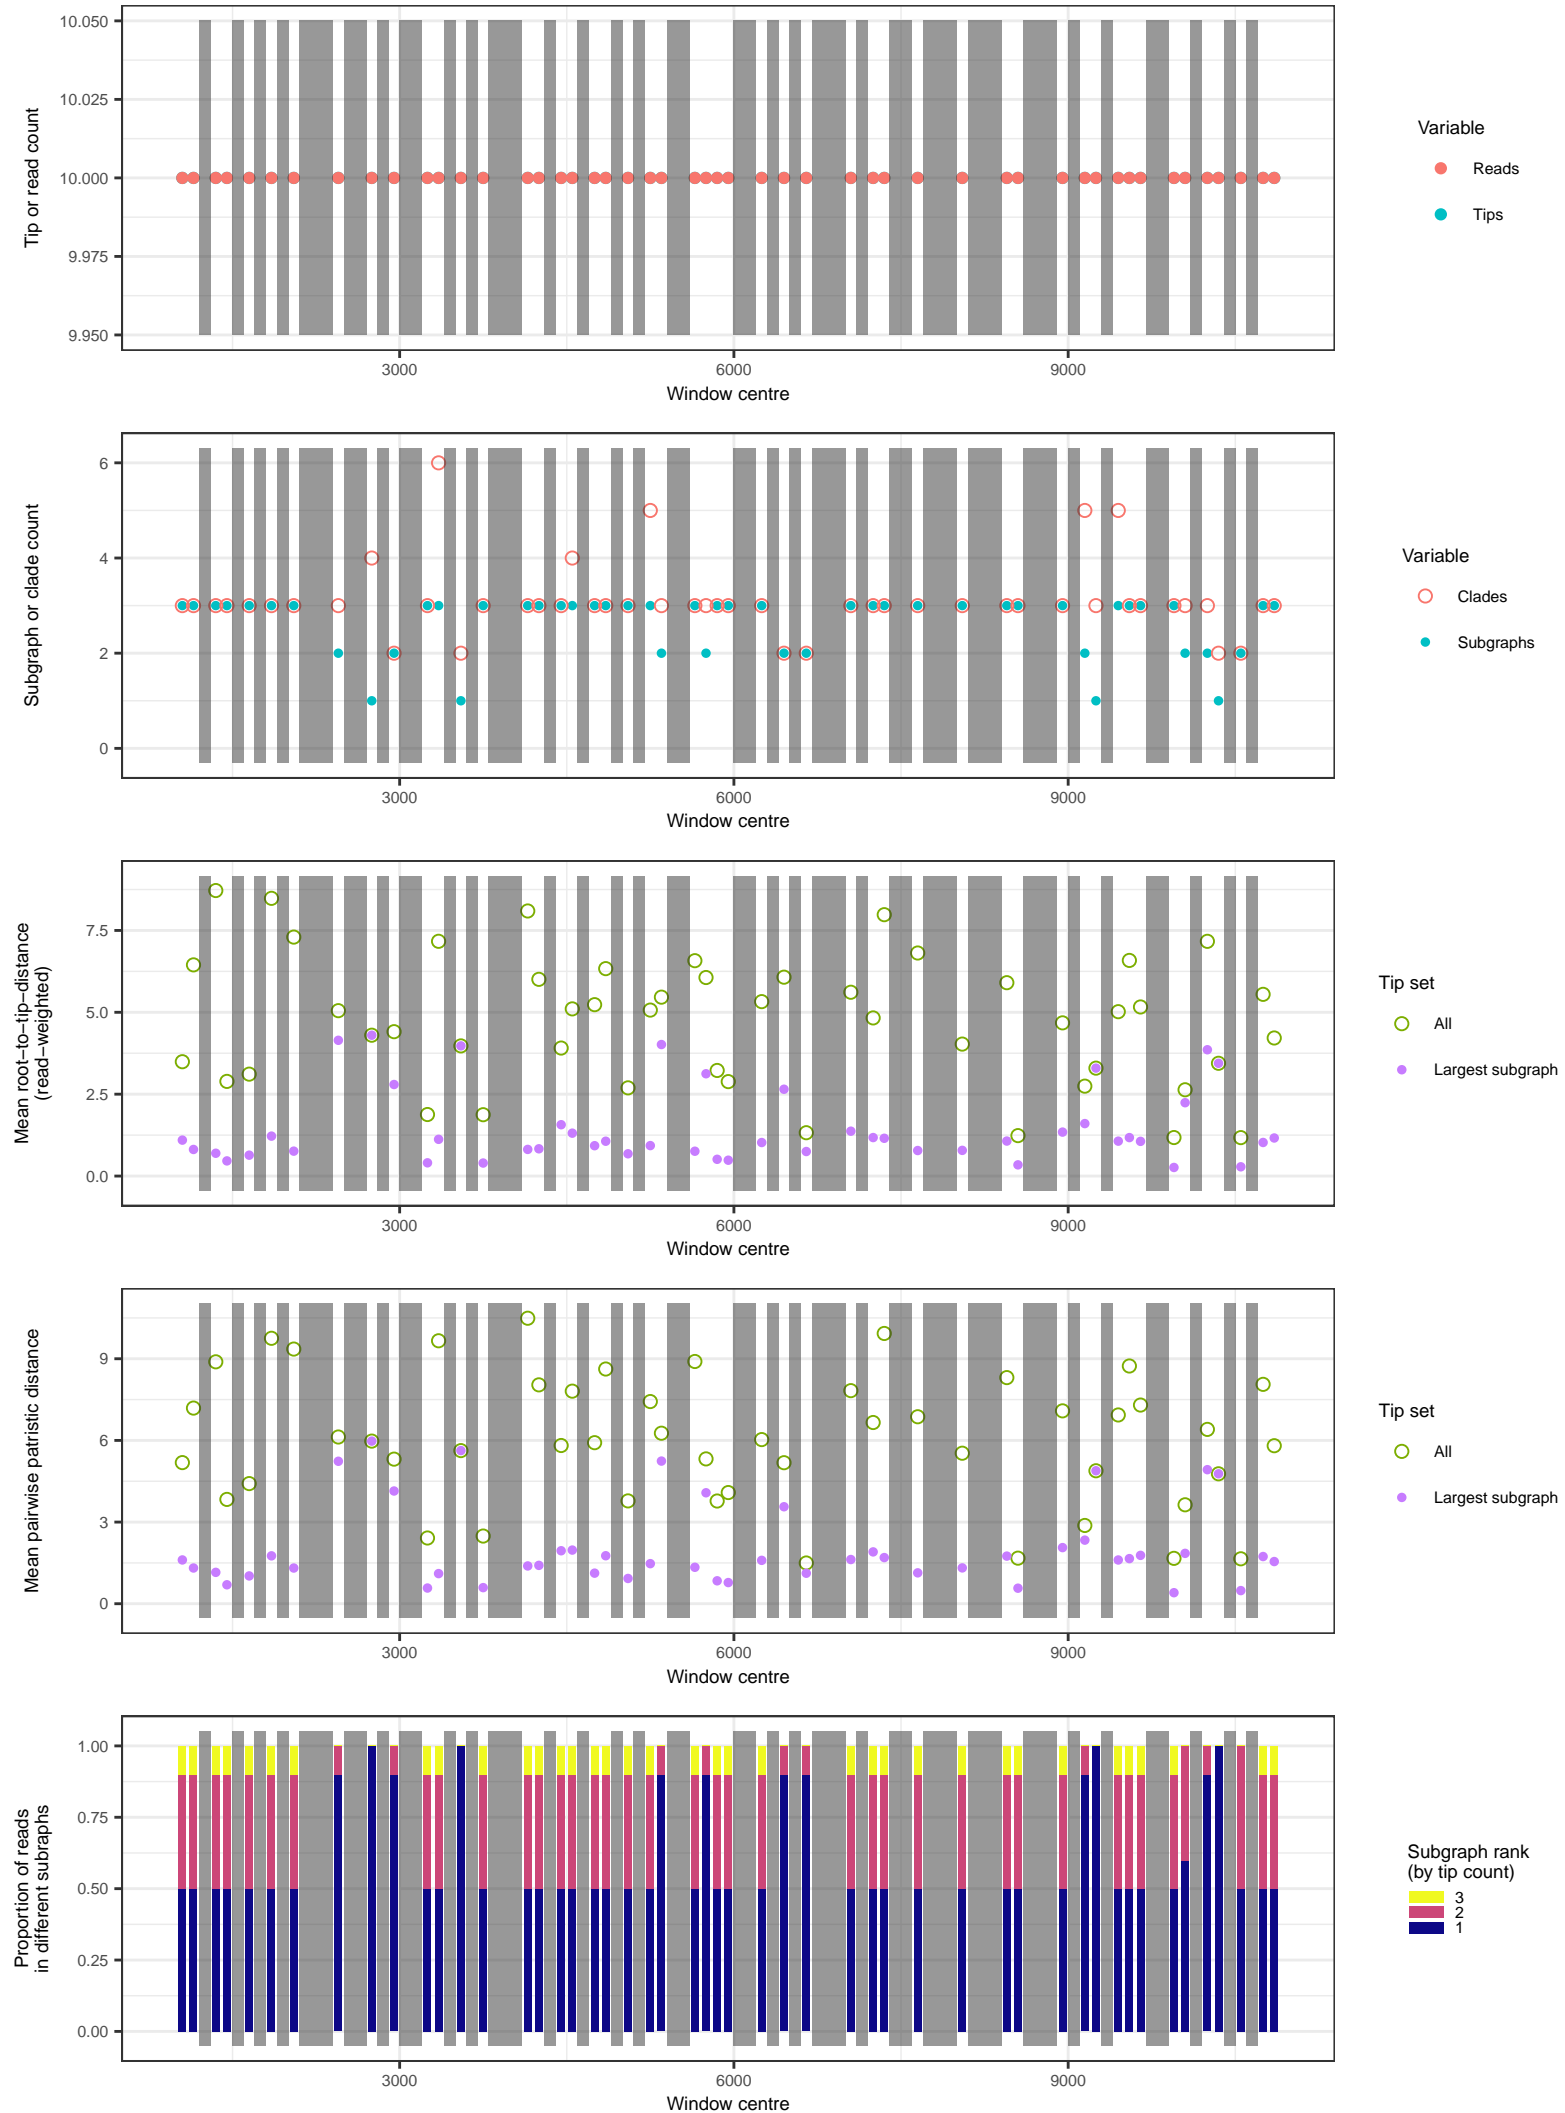 10.050
10.025
10.000
9.975
9.950
Tip or read count
3000
6000
9000
Window centre
Variable
Reads
Tips
6
4
2
0
Subgraph or clade count
3000
6000
9000
Window centre
Variable
Clades
Subgraphs
7.5
5.0
2.5
0.0
Mean root−to−tip−distance
(read−weighted)
3000
6000
9000
Window centre
Tip set
All
Largest subgraph
9
6
3
0
Mean pairwise patristic distance
3000
6000
9000
Window centre
Tip set
All
Largest subgraph
1.00
0.75
0.50
0.25
0.00
Proportion of reads
in different subraphs
3000
6000
9000
Window centre
Subgraph rank
(by tip count)
3
2
1